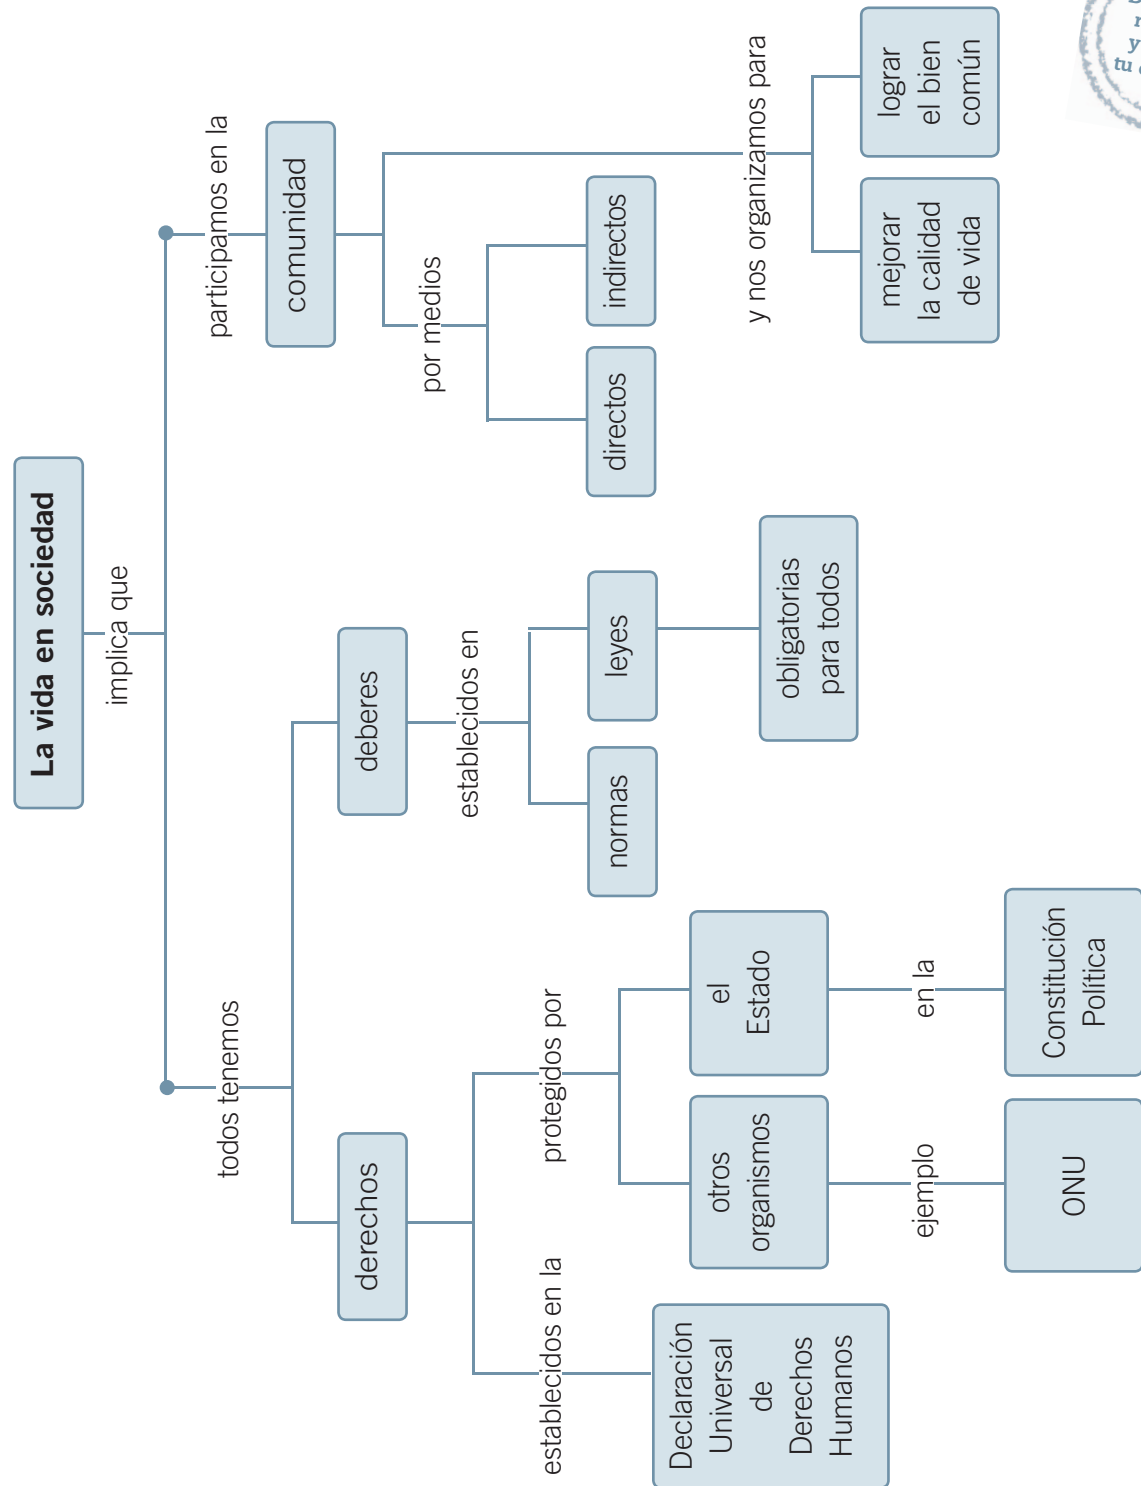 La vida en sociedad
implica que
todos tenemos
derechos
establecidos en la
Declaración
Universal
de
Derechos
Humanos
protegidos por
otros
organismos
ejemplo
ONU
el
Estado
en la
Constitución
Política
deberes
establecidos en
normas
leyes
obligatorias
para todos
participamos en la
comunidad
por medios
directos
indirectos
y nos organizamos para
mejorar
la calidad
de vida
lograr
el bien
común
y
tu